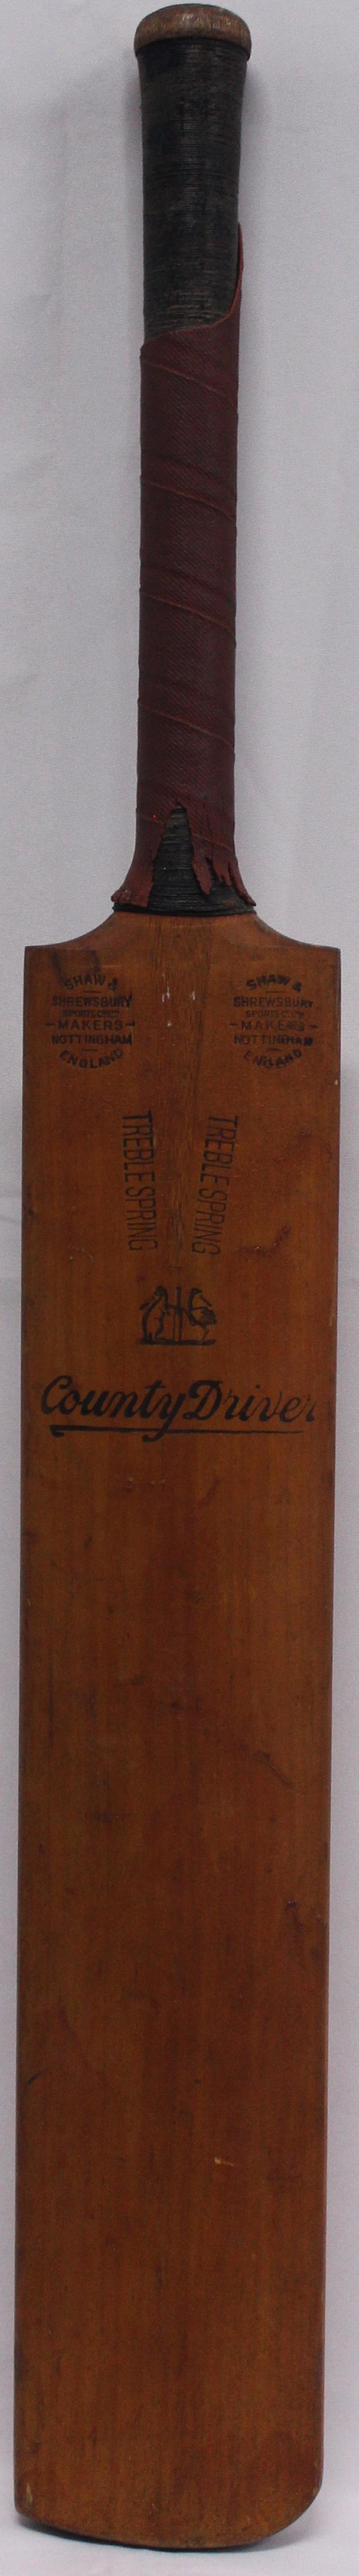 SHAW &
SHREWSBURY
SPORTS CO LTD
MAKERS
NOTTINGHAM
ENGLAND
SHAW &
SHREWSBURY
SPORTS CO LTD
MAKERS
NOTTINGHAM
ENGLAND
TREBLE SPRING
TREBLE SPRING
County Driver